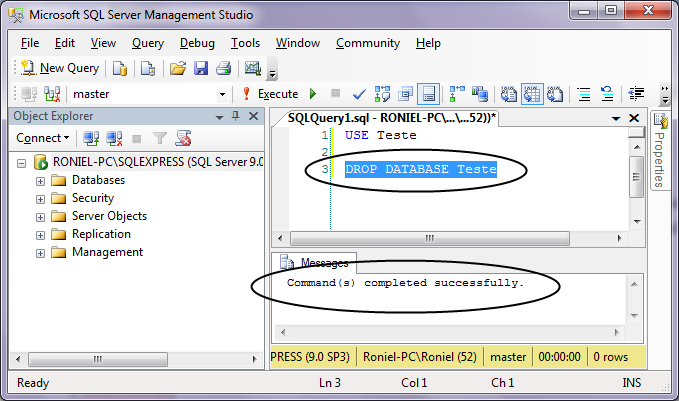 Microsoft SQL Server Management Studio
File Edit View Query Debug Tools Window Community Help
New Query
master Execute
Object Explorer
Connect
RONIEL-PC\SQLEXPRESS (SQL Server 9.0
Databases
Security
Server Objects
Replication
Management
SQLQuery1.sql - RONIEL-PC\...\...52))*
1 USE Teste
2
3 DROP DATABASE Teste
Messages
Command(s) completed successfully.
PRESS (9.0 SP3) Roniel-PC\Roniel (52) master 00:00:00 0 rows
Properties
Ready Ln 3 Col 1 Ch 1 INS